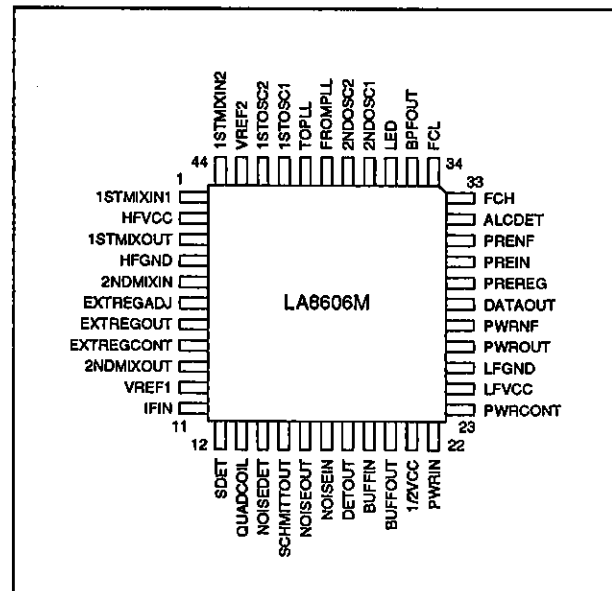 1STMIXIN2
VREF2
1STOSC2
1STOSC1
TOPLL
FROMPLL
2NDOSC2
2NDOSC1
LED
BPFOUT
FCL
44
34
1
33
1STMIXIN1
HFVCC
1STMIXOUT
HFGND
2NDMIXIN
EXTREGADJ
EXTREGOUT
EXTREGCONT
2NDMIXOUT
VREF1
IFIN
LA8606M
FCH
ALCDET
PRENF
PREIN
PREREG
DATAOUT
PWRNF
PWROUT
LFGND
LFVCC
PWRCONT
11
23
12
22
SDET
QUADCOIL
NOISEDET
SCHMITTOUT
NOISEOUT
NOISEIN
DETOUT
BUFFIN
BUFFOUT
1/2VCC
PWRIN